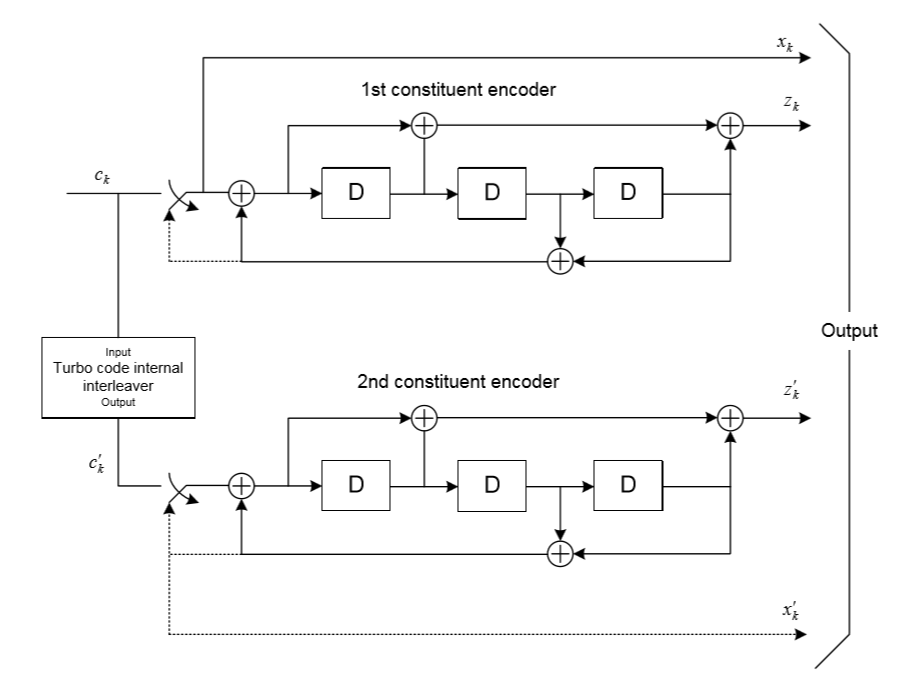 x_k
1st constituent encoder
z_k
c_k
D D D
Output
Input
Turbo code internal
interleaver
Output
2nd constituent encoder
z′_k
c′_k
D D D
x′_k